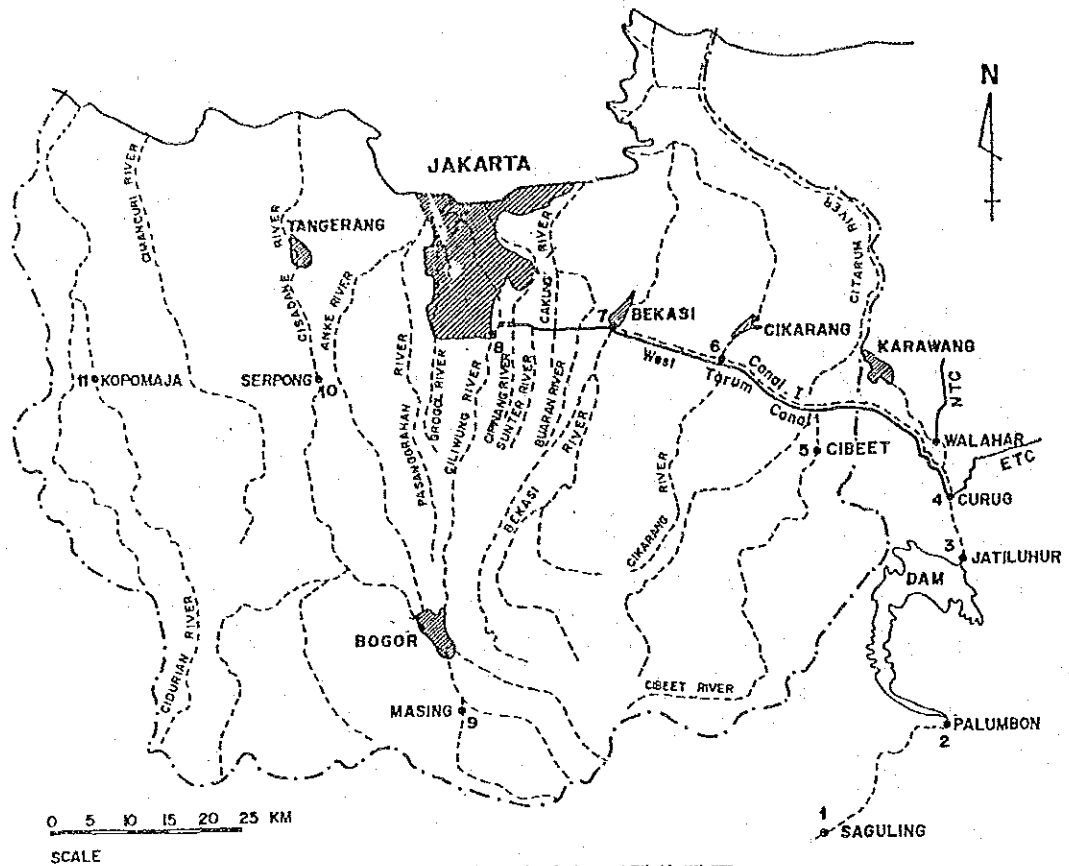 N
JAKARTA
CIMANCURI RIVER
TANGERANG
CISADANE RIVER
ANKE RIVER
CAKUNG RIVER
CITARUM RIVER
7 BEKASI
CIKARANG
6
KARAWANG
8
West Tarum Canal
Canal I
NTC
WALAHAR
ETC
11 KOPOMAJA
SERPONG
10
PASANGGRAHAN RIVER
GROGOL RIVER
CILIWUNG RIVER
CIPINANG RIVER
SUNTER RIVER
BUARAN RIVER
BEKASI RIVER
CIKARANG RIVER
5 CIBEET
4 CURUG
3
JATILUHUR
DAM
BOGOR
CIDURIAN RIVER
CIBEET RIVER
MASING
9
PALUMBON
2
1
SAGULING
0 5 10 20 25 KM
SCALE